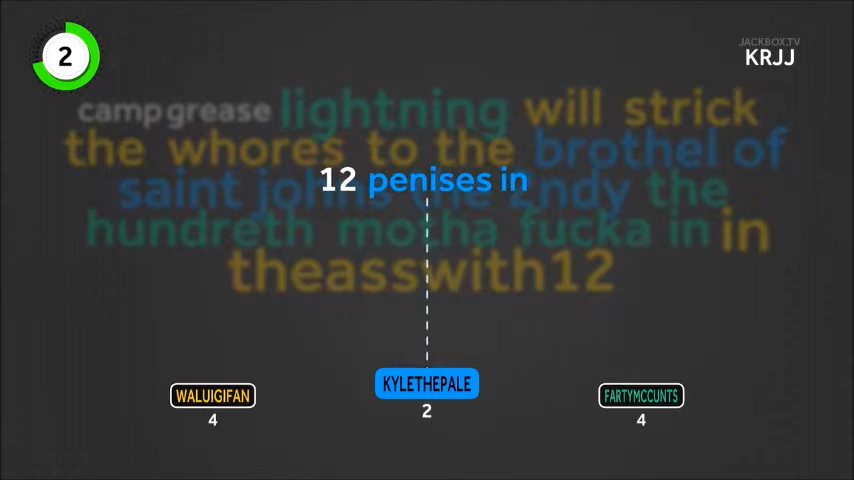 2
JACKBOX.TV
KRJJ
camp grease lightning will strick
the whores to the brothel of
saint johns the 2ndy the
12 penises in
hundreth motha fucka in in
theasswith12
WALUIGIFAN
4
KYLETHEPALE
2
FARTYMCCUNTS
4